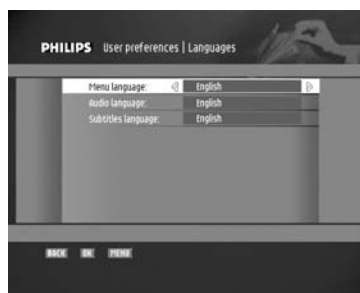 PHILIPS User preferences | Languages
Menu language: English
Audio language: English
Subtitles language: English
BACK OK MENU